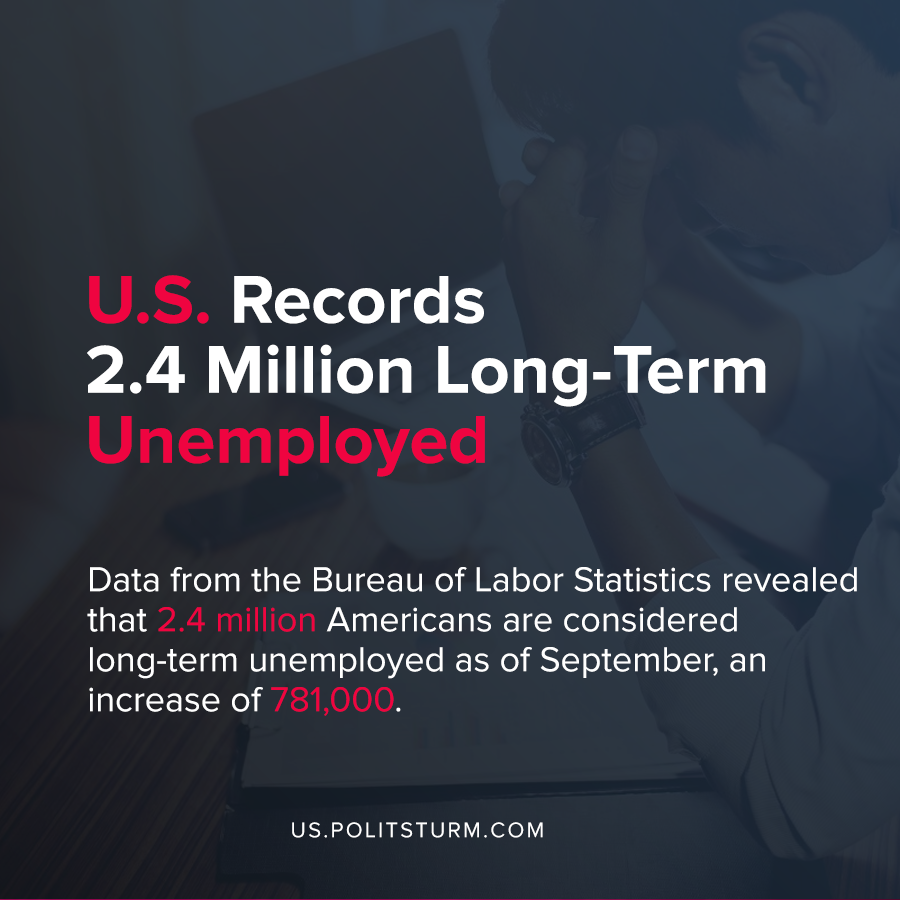 U.S. Records
2.4 Million Long-Term
Unemployed
Data from the Bureau of Labor Statistics revealed
that 2.4 million Americans are considered
long-term unemployed as of September, an
increase of 781,000.
US.POLITSTURM.COM